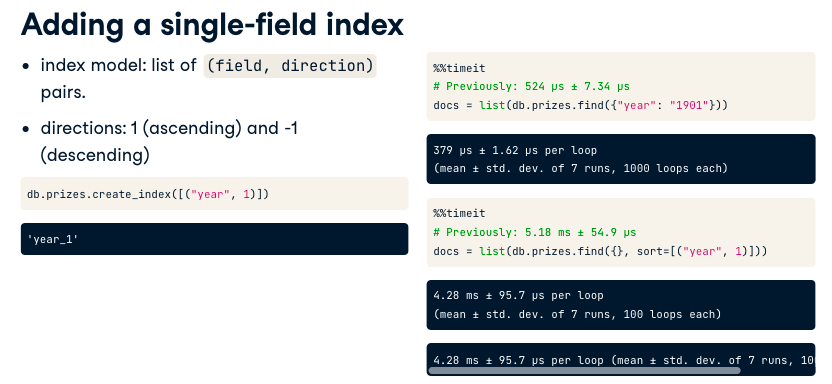 Adding a single-field index
• index model: list of (field, direction)
pairs.
• directions: 1 (ascending) and -1
(descending)
db.prizes.create_index([("year", 1)])
'year_1'
%%timeit
# Previously: 524 µs ± 7.34 µs
docs = list(db.prizes.find({"year": "1901"}))
379 µs ± 1.62 µs per loop
(mean ± std. dev. of 7 runs, 1000 loops each)
%%timeit
# Previously: 5.18 ms ± 54.9 µs
docs = list(db.prizes.find({}, sort=[("year", 1)]))
4.28 ms ± 95.7 µs per loop
(mean ± std. dev. of 7 runs, 100 loops each)
4.28 ms ± 95.7 µs per loop (mean ± std. dev. of 7 runs, 10